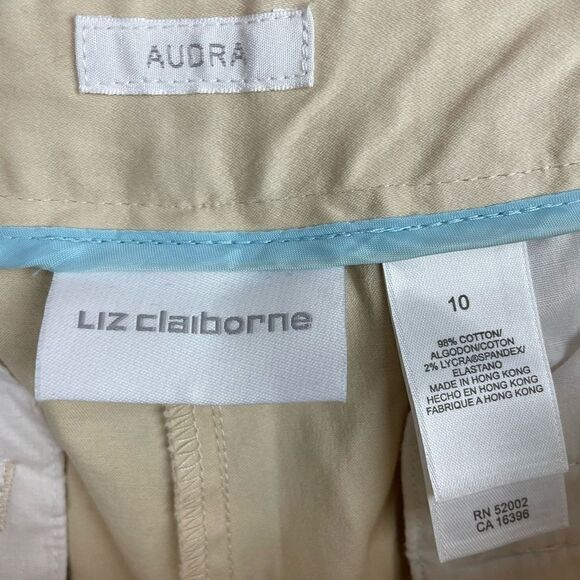 AUDRA
LIZ claiborne
10
98% COTTON/
ALGODON/COTON
2% LYCRA®SPANDEX/
ELASTANO
MADE IN HONG KONG
HECHO EN HONG KONG
FABRIQUE A HONG KONG
RN 52002
CA 16396